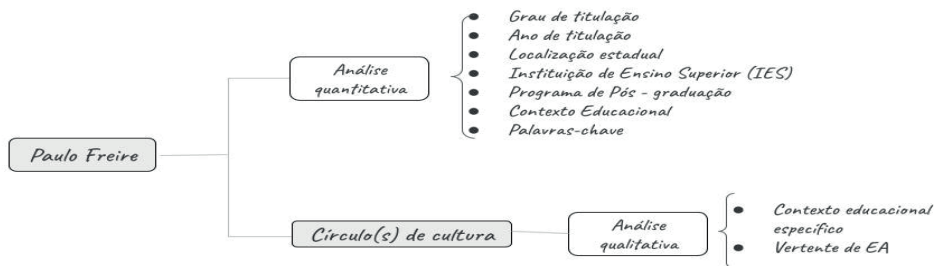 Paulo Freire
Análise
quantitativa
Grau de titulação
Ano de titulação
Localização estadual
Instituição de Ensino Superior (IES)
Programa de Pós - graduação
Contexto Educacional
Palavras-chave
Círculo(s) de cultura
Análise
qualitativa
Contexto educacional
específico
Vertente de EA